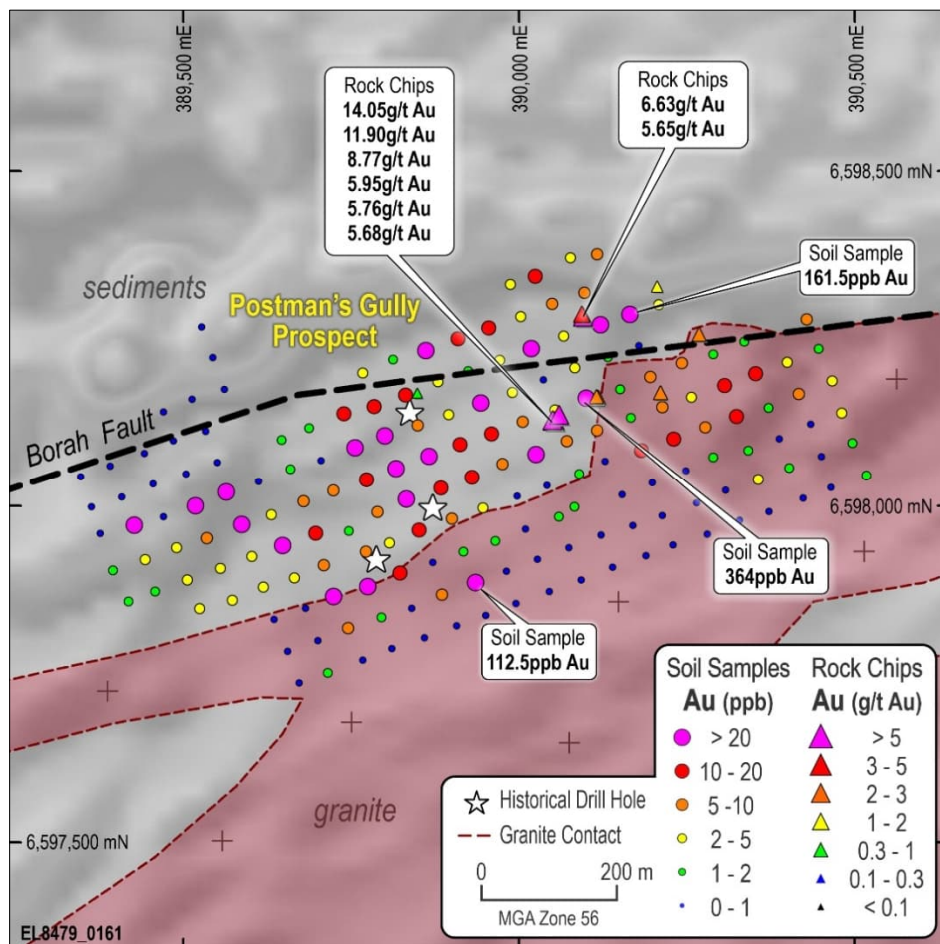 389,500 mE
390,000 mE
390,500 mE
Rock Chips
14.05g/t Au
11.90g/t Au
8.77g/t Au
5.95g/t Au
5.76g/t Au
5.68g/t Au
Rock Chips
6.63g/t Au
5.65g/t Au
6,598,500 mN
Soil Sample
161.5ppb Au
sediments
Postman's Gully
Prospect
Borah Fault
6,598,000 mN
Soil Sample
364ppb Au
Soil Sample
112.5ppb Au
granite
6,597,500 mN
Historical Drill Hole
Granite Contact
0 200 m
MGA Zone 56
Soil Samples
Au (ppb)
> 20
10 - 20
5 - 10
2 - 5
1 - 2
0 - 1
Rock Chips
Au (g/t Au)
> 5
3 - 5
2 - 3
1 - 2
0.3 - 1
0.1 - 0.3
< 0.1
EL8479_0161